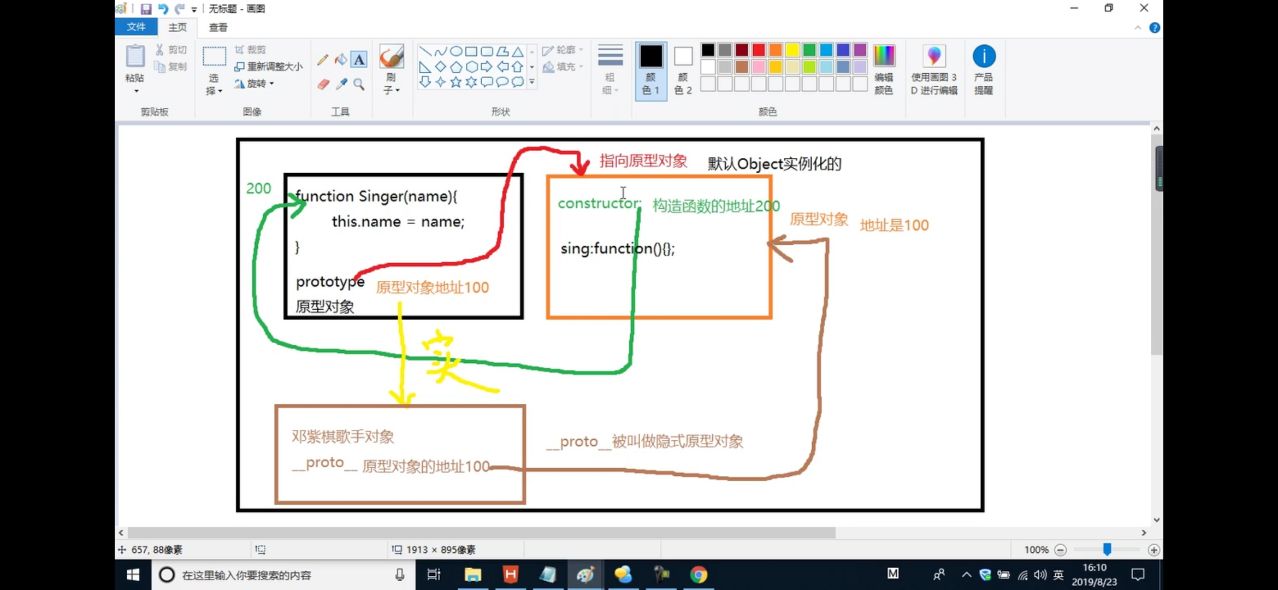 无标题 - 画图
文件 主页 查看
粘贴 剪切 复制
剪贴板
选择 裁剪 重新调整大小 旋转
图像
A
工具
刷子
形状
轮廓 填充
粗细
颜色 1
颜色 2
颜色
编辑颜色
使用画图 3D 进行编辑
产品提醒
指向原型对象 默认Object实例化的
200
function Singer(name){
this.name = name;
}
prototype 原型对象地址100
原型对象
constructor: 构造函数的地址200
sing:function(){};
原型对象 地址是100
实
邓紫棋歌手对象
__proto__ 原型对象的地址100
__proto__被叫做隐式原型对象
657, 88像素
1913 × 895像素
100%
在这里输入你要搜索的内容
H
M
英
16:10
2019/8/23